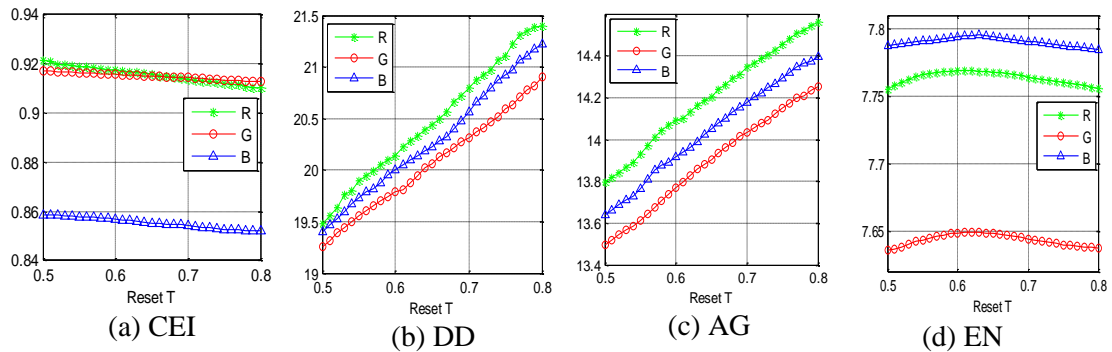 0.94
0.92
0.9
0.88
0.86
0.84
0.5
0.6
0.7
0.8
R
G
B
Reset T
(a) CEI
21.5
21
20.5
20
19.5
19
0.5
0.6
0.7
0.8
R
G
B
Reset T
(b) DD
14.4
14.2
14
13.8
13.6
13.4
0.5
0.6
0.7
0.8
R
G
B
Reset T
(c) AG
7.8
7.75
7.7
7.65
0.5
0.6
0.7
0.8
R
G
B
Reset T
(d) EN